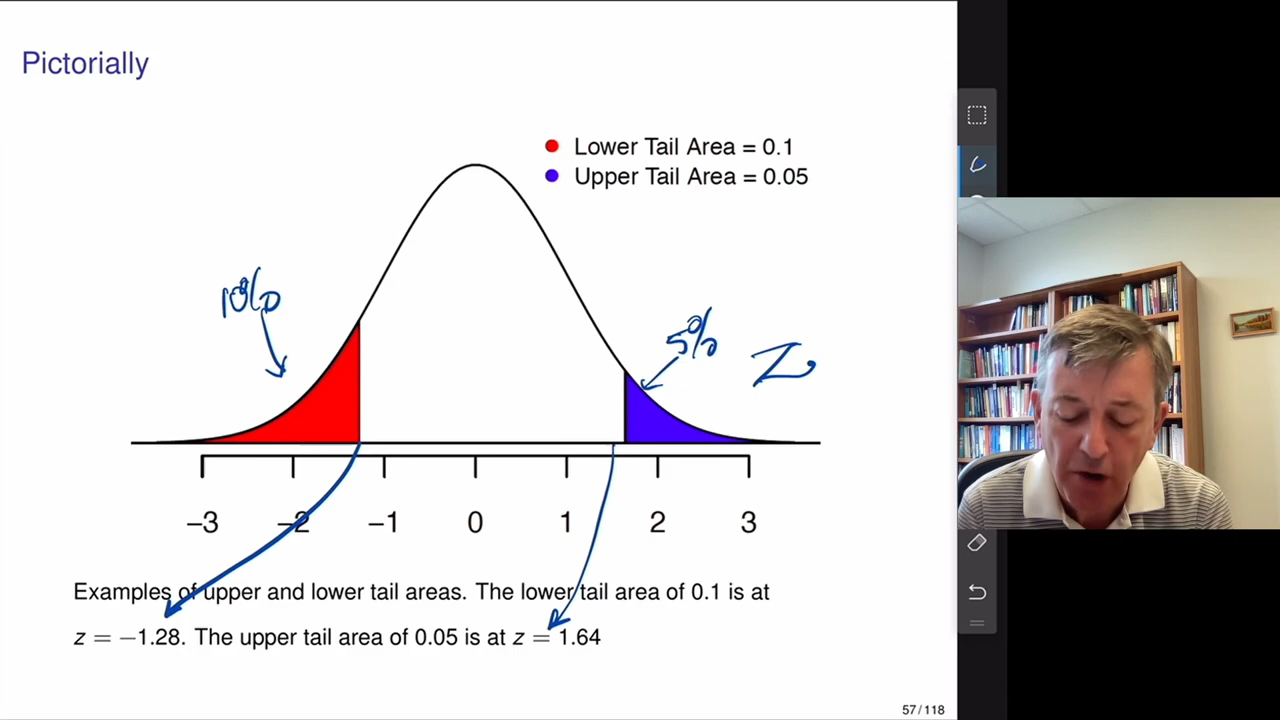 Pictorially
Lower Tail Area = 0.1
Upper Tail Area = 0.05
10%
5%
Z
−3 −2 −1 0 1 2 3
Examples of upper and lower tail areas. The lower tail area of 0.1 is at
z = −1.28. The upper tail area of 0.05 is at z = 1.64
57 / 118